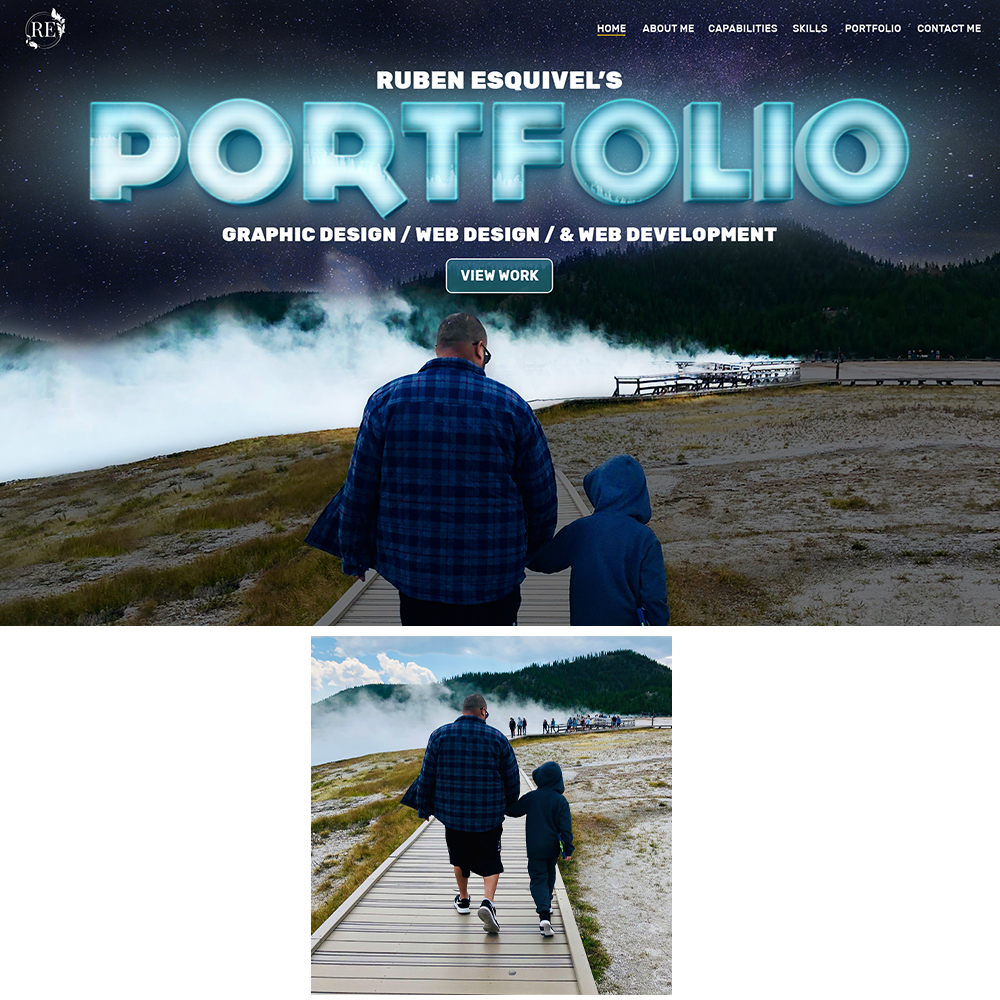 RE
HOME ABOUT ME CAPABILITIES SKILLS PORTFOLIO CONTACT ME
RUBEN ESQUIVEL’S
PORTFOLIO
GRAPHIC DESIGN / WEB DESIGN / & WEB DEVELOPMENT
VIEW WORK